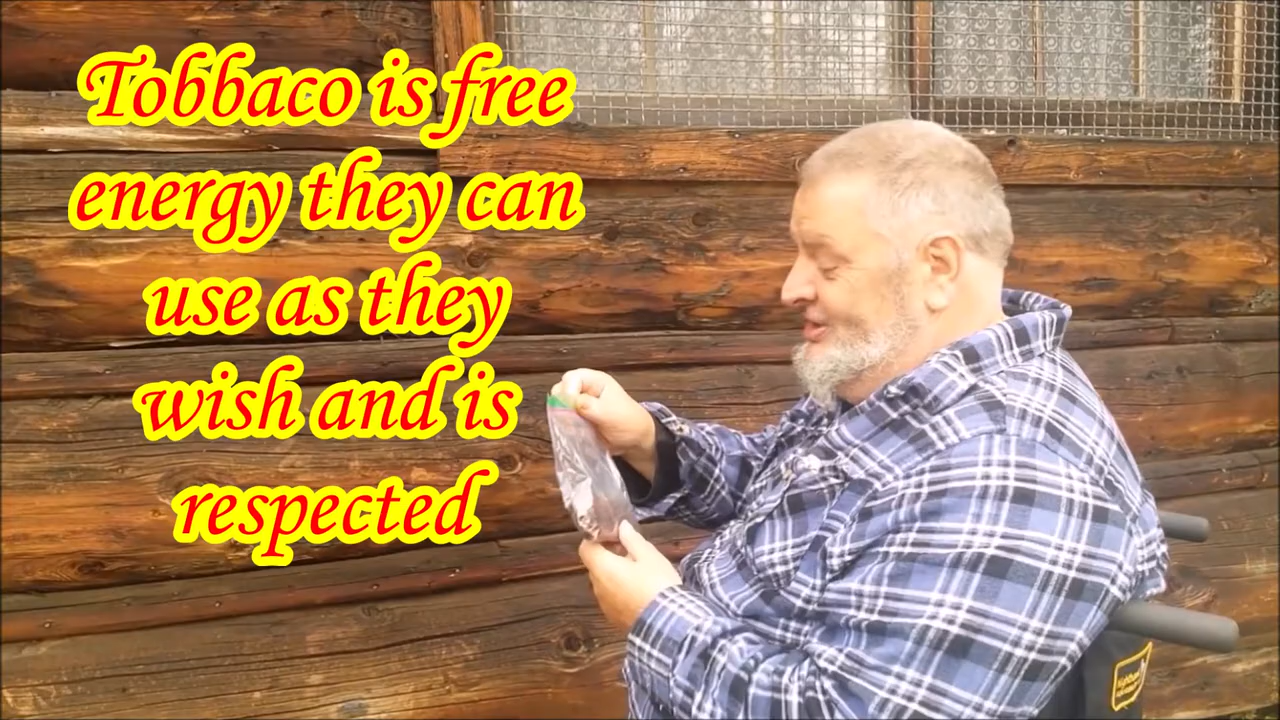 Tobbaco is free
energy they can
use as they
wish and is
respected